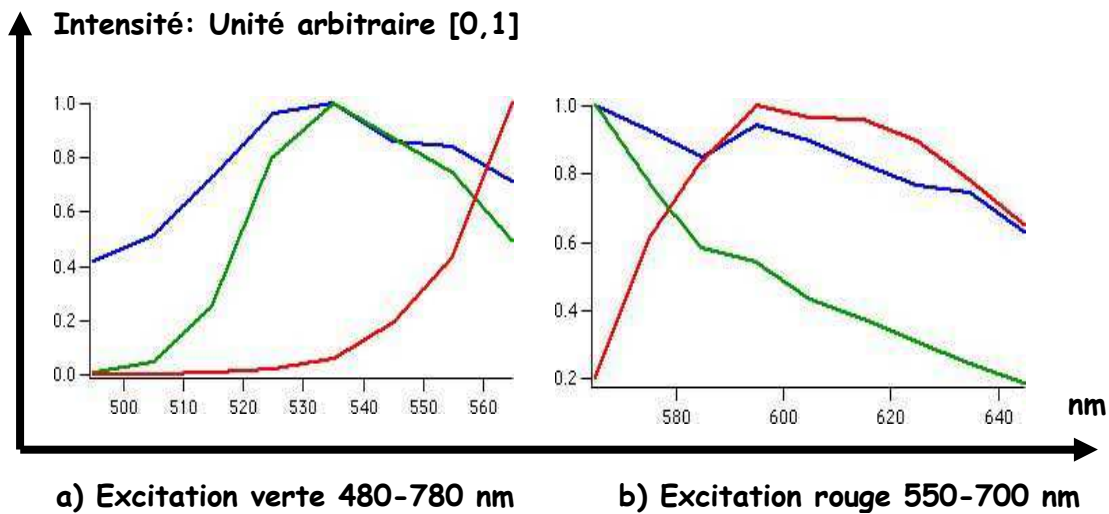 Intensité: Unité arbitraire [0,1]
1.0
0.8
0.6
0.4
0.2
0.0
500 510 520 530 540 550 560
1.0
0.8
0.6
0.4
0.2
580 600 620 640
nm
a) Excitation verte 480-780 nm
b) Excitation rouge 550-700 nm